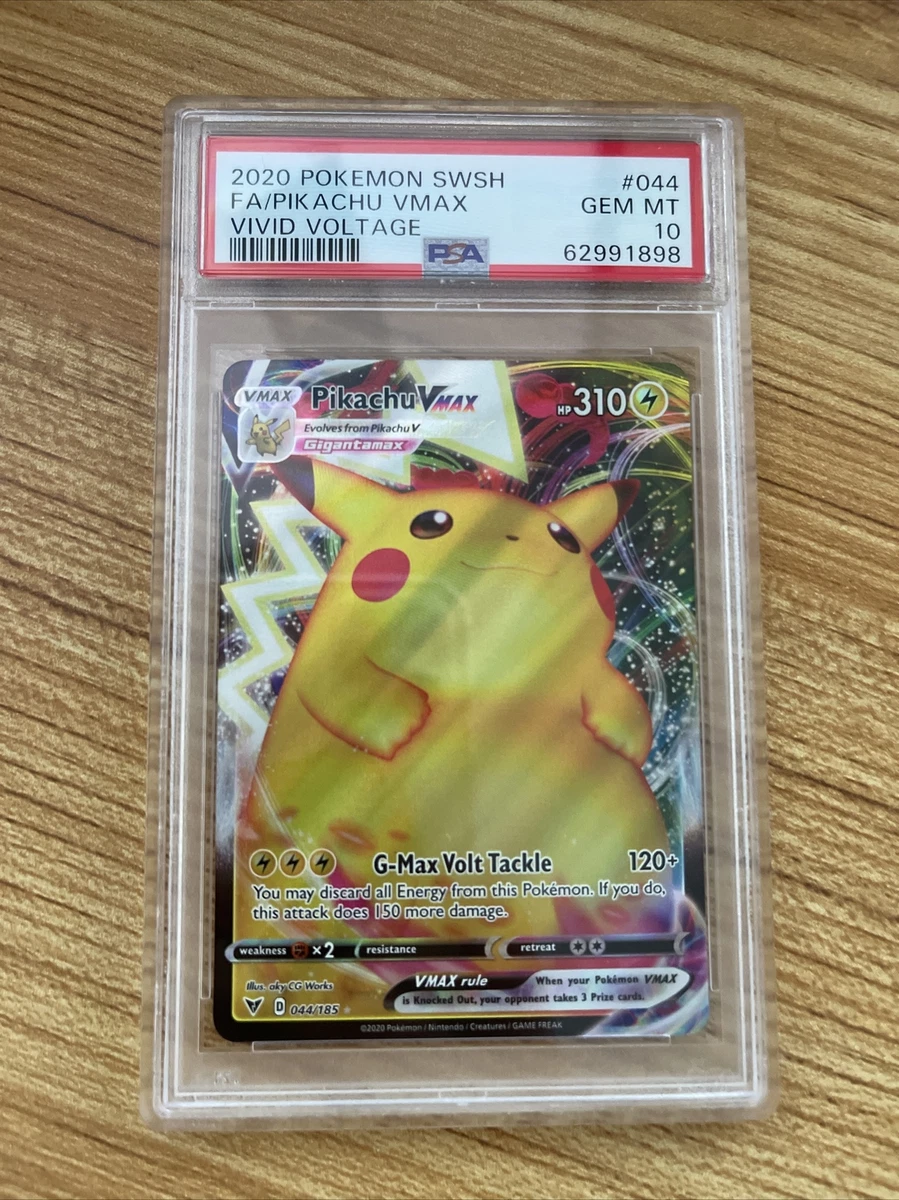 2020 POKEMON SWSH #044
FA/PIKACHU VMAX GEM MT
VIVID VOLTAGE 10
PSA 62991898
VMAX Pikachu VMAX HP 310
Evolves from Pikachu V
Gigantamax
G-Max Volt Tackle 120+
You may discard all Energy from this Pokémon. If you do,
this attack does 150 more damage.
weakness ×2 resistance retreat
VMAX rule When your Pokémon VMAX
is Knocked Out, your opponent takes 3 Prize cards.
Illus. aky CG Works
D 044/185
©2020 Pokémon / Nintendo / Creatures / GAME FREAK